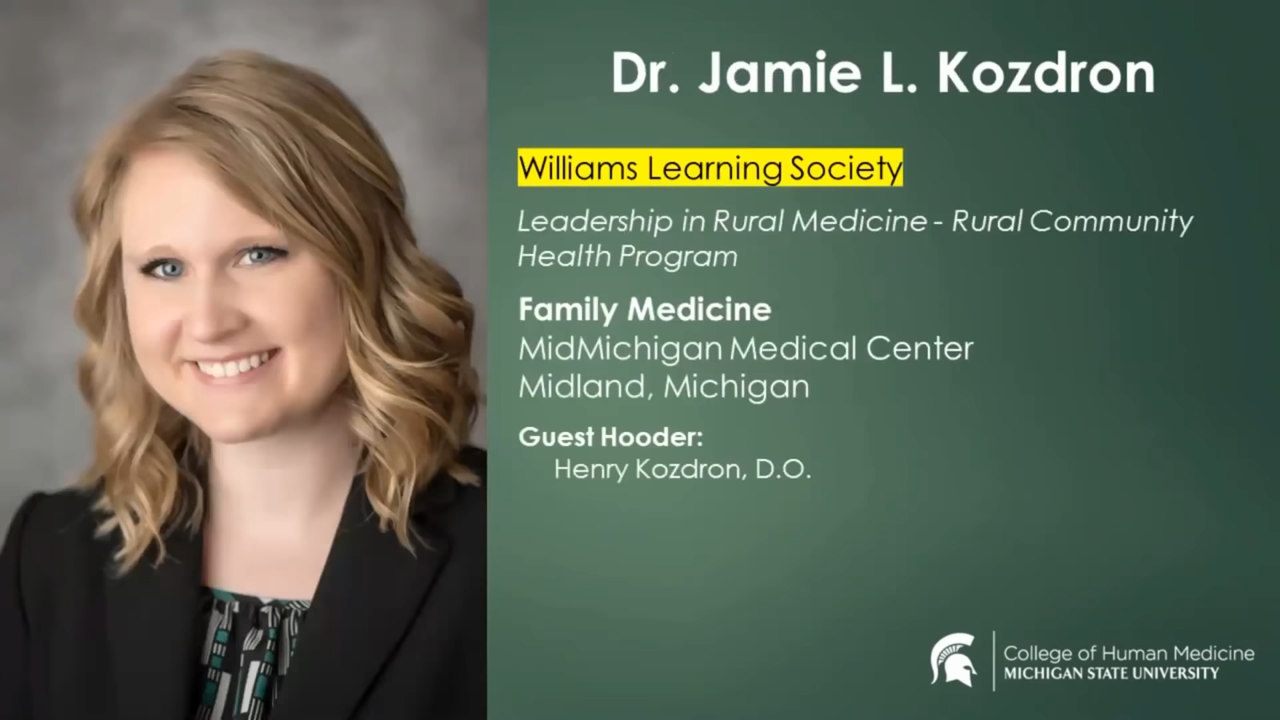 Dr. Jamie L. Kozdron
Williams Learning Society
Leadership in Rural Medicine - Rural Community
Health Program
Family Medicine
MidMichigan Medical Center
Midland, Michigan
Guest Hooder:
Henry Kozdron, D.O.
College of Human Medicine
MICHIGAN STATE UNIVERSITY